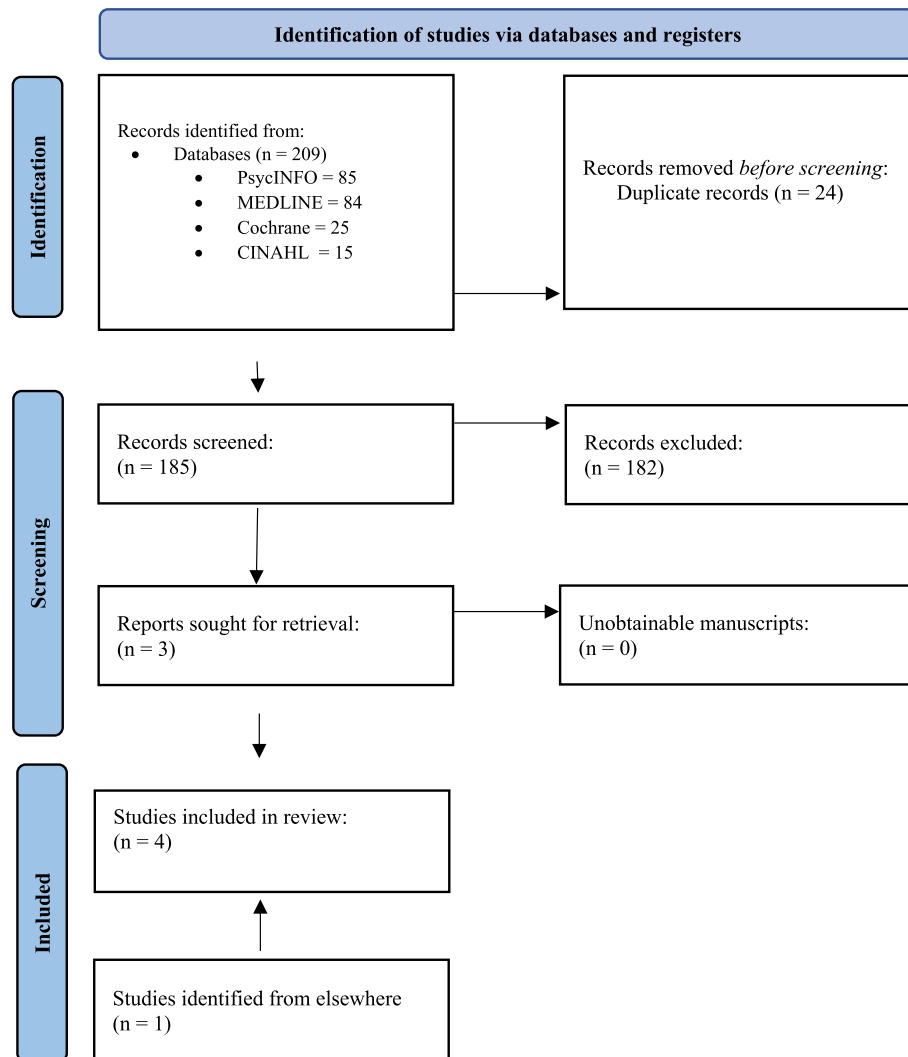 Identification of studies via databases and registers
Identification
Records identified from:
• Databases (n = 209)
• PsycINFO = 85
• MEDLINE = 84
• Cochrane = 25
• CINAHL = 15
Records removed before screening:
Duplicate records (n = 24)
Screening
Records screened:
(n = 185)
Records excluded:
(n = 182)
Reports sought for retrieval:
(n = 3)
Unobtainable manuscripts:
(n = 0)
Included
Studies included in review:
(n = 4)
Studies identified from elsewhere
(n = 1)